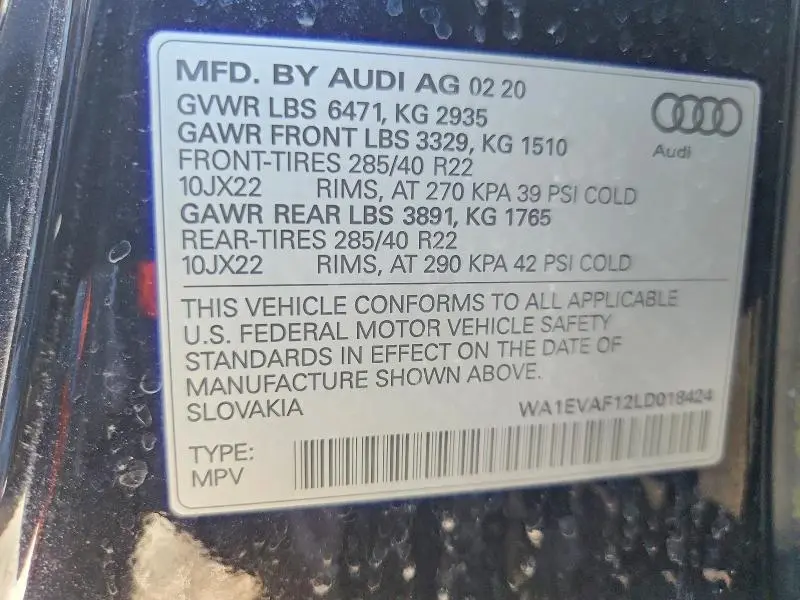 MFD. BY AUDI AG 02 20
GVWR LBS 6471, KG 2935
GAWR FRONT LBS 3329, KG 1510
FRONT-TIRES 285/40 R22
10JX22 RIMS, AT 270 KPA 39 PSI COLD
GAWR REAR LBS 3891, KG 1765
REAR-TIRES 285/40 R22
10JX22 RIMS, AT 290 KPA 42 PSI COLD
Audi
THIS VEHICLE CONFORMS TO ALL APPLICABLE
U.S. FEDERAL MOTOR VEHICLE SAFETY
STANDARDS IN EFFECT ON THE DATE OF
MANUFACTURE SHOWN ABOVE.
SLOVAKIA WA1EVAF12LD018424
TYPE:
MPV